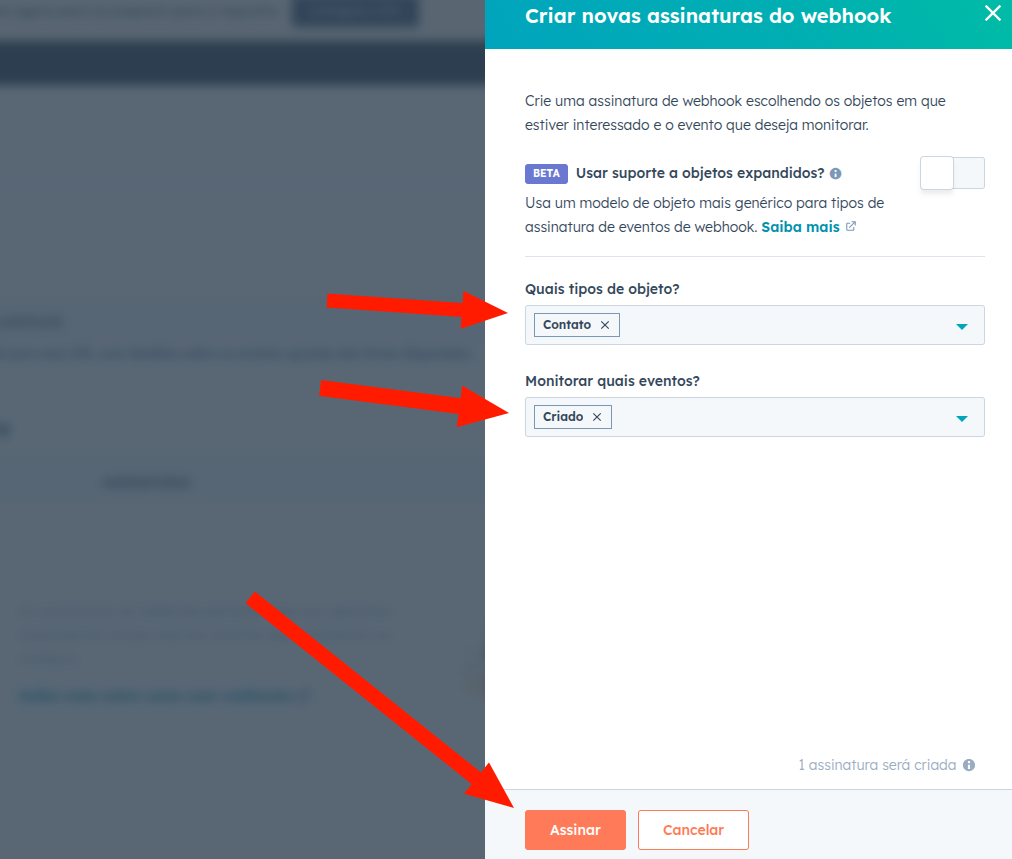 Criar novas assinaturas do webhook
Crie uma assinatura de webhook escolhendo os objetos em que
estiver interessado e o evento que deseja monitorar.
BETA Usar suporte a objetos expandidos?
Usa um modelo de objeto mais genérico para tipos de
assinatura de eventos de webhook. Saiba mais
Quais tipos de objeto?
Contato
Monitorar quais eventos?
Criado
1 assinatura será criada
Assinar Cancelar